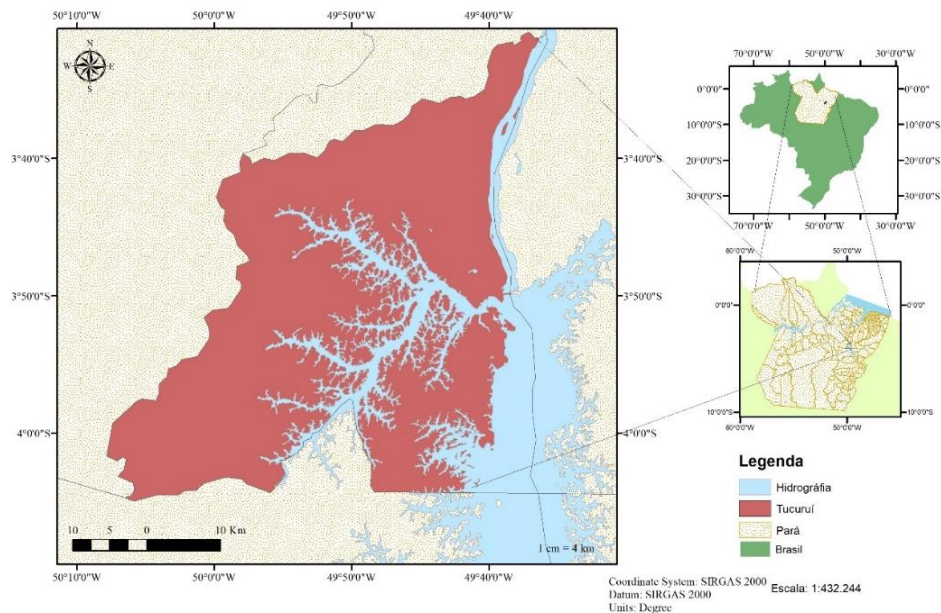 50°10'0"W 50°0'0"W 49°50'0"W 49°40'0"W
N
W E
S
3°40'0"S 3°40'0"S
3°50'0"S 3°50'0"S
4°0'0"S 4°0'0"S
10 5 0 10 Km
1 cm = 4 km
50°10'0"W 50°0'0"W 49°50'0"W 49°40'0"W
70°0'0"W 50°0'0"W 30°0'0"W
0°0'0" 0°0'0"
10°0'0"S 10°0'0"S
20°0'0"S 20°0'0"S
30°0'0"S 30°0'0"S
70°0'0"W 50°0'0"W 30°0'0"W
60°0'0"W 50°0'0"W
0°0'0" 0°0'0"
10°0'0"S 10°0'0"S
60°0'0"W 50°0'0"W
Legenda
Hidrográfia
Tucuruí
Pará
Brasil
Coordinate System: SIRGAS 2000
Datum: SIRGAS 2000
Units: Degree
Escala: 1:432.244